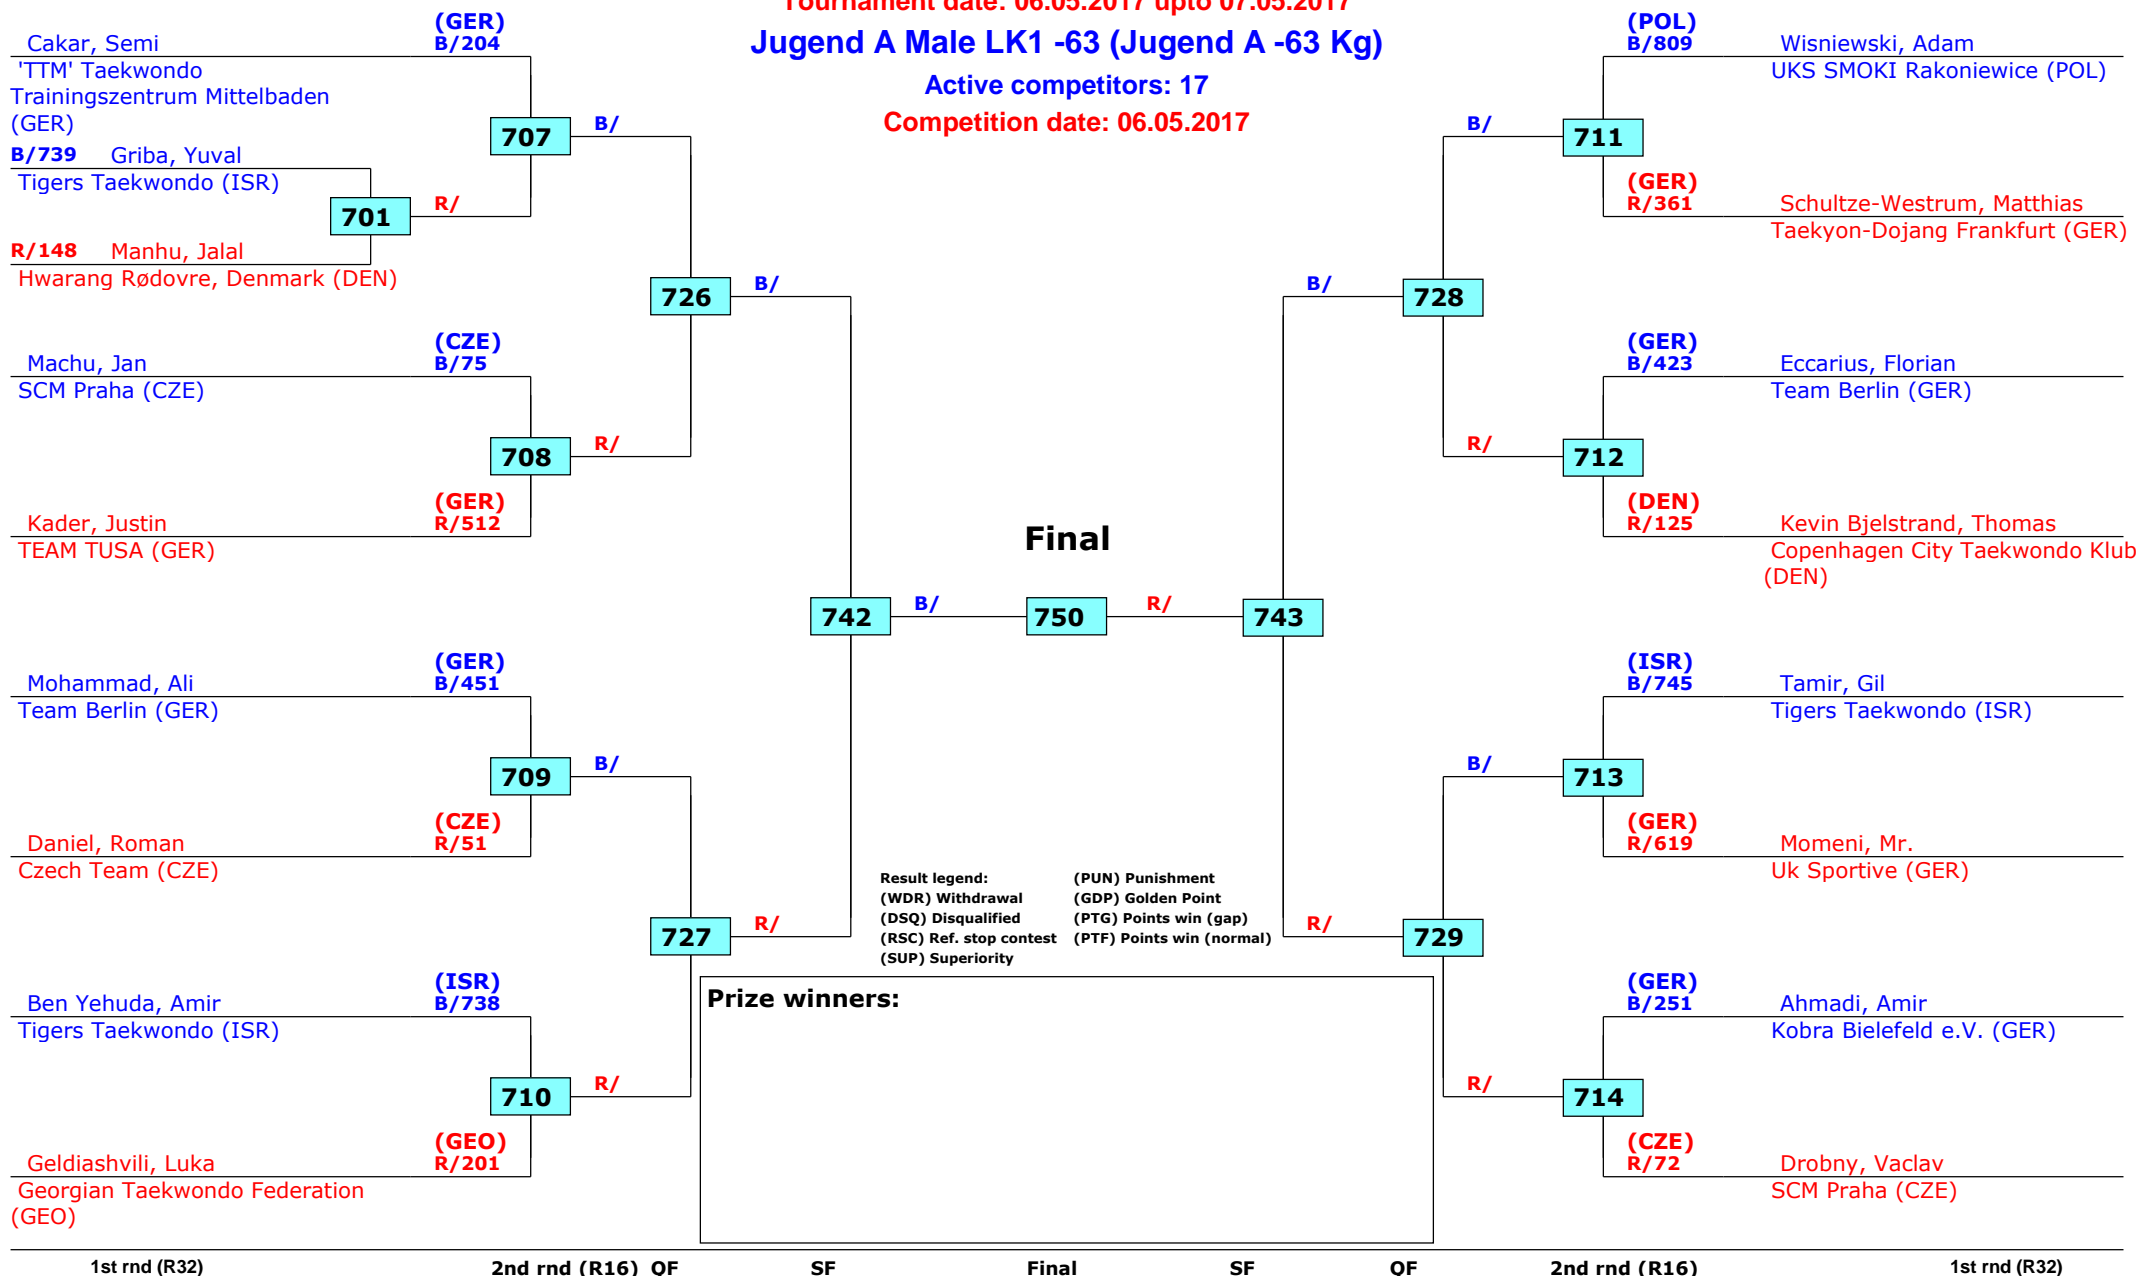 Tournament date: 06.05.2017 upto 07.05.2017
Jugend A Male LK1 -63 (Jugend A -63 Kg)
Active competitors: 17
Competition date: 06.05.2017
(GER)
Cakar, Semi B/204
'TTM' Taekwondo
Trainingszentrum Mittelbaden
(GER)
707 B/
B/739 Griba, Yuval
Tigers Taekwondo (ISR)
701 R/
R/148 Manhu, Jalal
Hwarang Rødovre, Denmark (DEN)
726 B/
(CZE)
Machu, Jan B/75
SCM Praha (CZE)
708 R/
(GER)
Kader, Justin R/512
TEAM TUSA (GER)
742 B/
(GER)
Mohammad, Ali B/451
Team Berlin (GER)
709 B/
(CZE)
Daniel, Roman R/51
Czech Team (CZE)
727 R/
(ISR)
Ben Yehuda, Amir B/738
Tigers Taekwondo (ISR)
710 R/
(GEO)
Geldiashvili, Luka R/201
Georgian Taekwondo Federation
(GEO)
Final
750 R/
743
(POL)
B/809 Wisniewski, Adam
UKS SMOKI Rakoniewice (POL)
B/ 711
(GER)
R/361 Schultze-Westrum, Matthias
Taekyon-Dojang Frankfurt (GER)
B/ 728
(GER)
B/423 Eccarius, Florian
Team Berlin (GER)
R/ 712
(DEN)
R/125 Kevin Bjelstrand, Thomas
Copenhagen City Taekwondo Klub
(DEN)
(ISR)
B/745 Tamir, Gil
Tigers Taekwondo (ISR)
B/ 713
(GER)
R/619 Momeni, Mr.
Uk Sportive (GER)
R/ 729
(GER)
B/251 Ahmadi, Amir
Kobra Bielefeld e.V. (GER)
R/ 714
(CZE)
R/72 Drobny, Vaclav
SCM Praha (CZE)
Result legend: (PUN) Punishment
(WDR) Withdrawal (GDP) Golden Point
(DSQ) Disqualified (PTG) Points win (gap)
(RSC) Ref. stop contest (PTF) Points win (normal)
(SUP) Superiority
Prize winners:
1st rnd (R32) 2nd rnd (R16) QF SF Final SF QF 2nd rnd (R16) 1st rnd (R32)